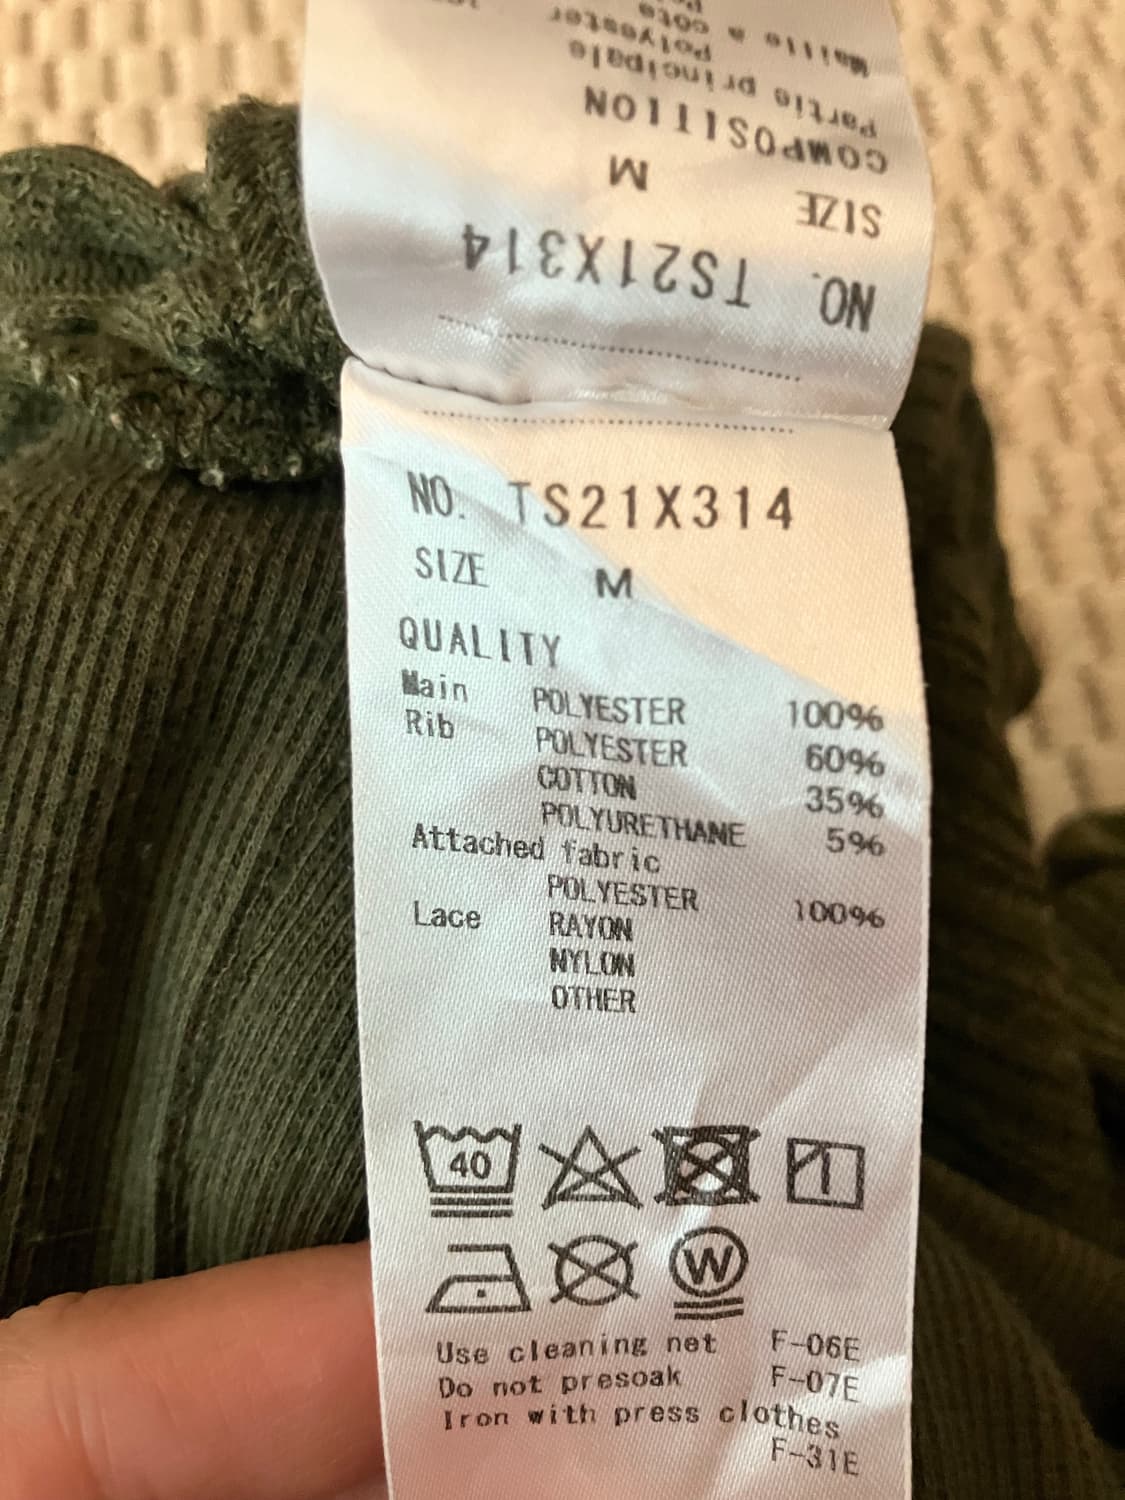 NO. TS21X314
SIZE M
COMPOSITION
Partie principale
Polyester
Maille a cote
NO. TS21X314
SIZE M
QUALITY
Main POLYESTER 100%
Rib POLYESTER 60%
COTTON 35%
POLYURETHANE 5%
Attached fabric
POLYESTER 100%
Lace RAYON
NYLON
OTHER
40
W
Use cleaning net F-06E
Do not presoak F-07E
Iron with press clothes
F-31E